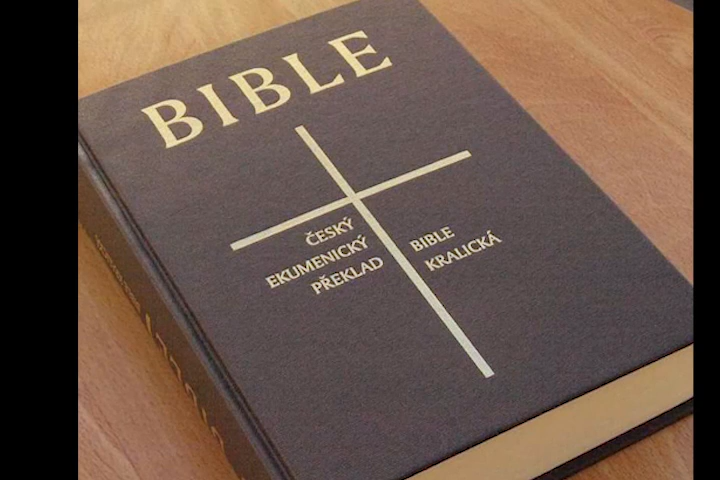 BIBLE
ČESKÝ
EKUMENICKÝ
PŘEKLAD
BIBLE
KRALICKÁ